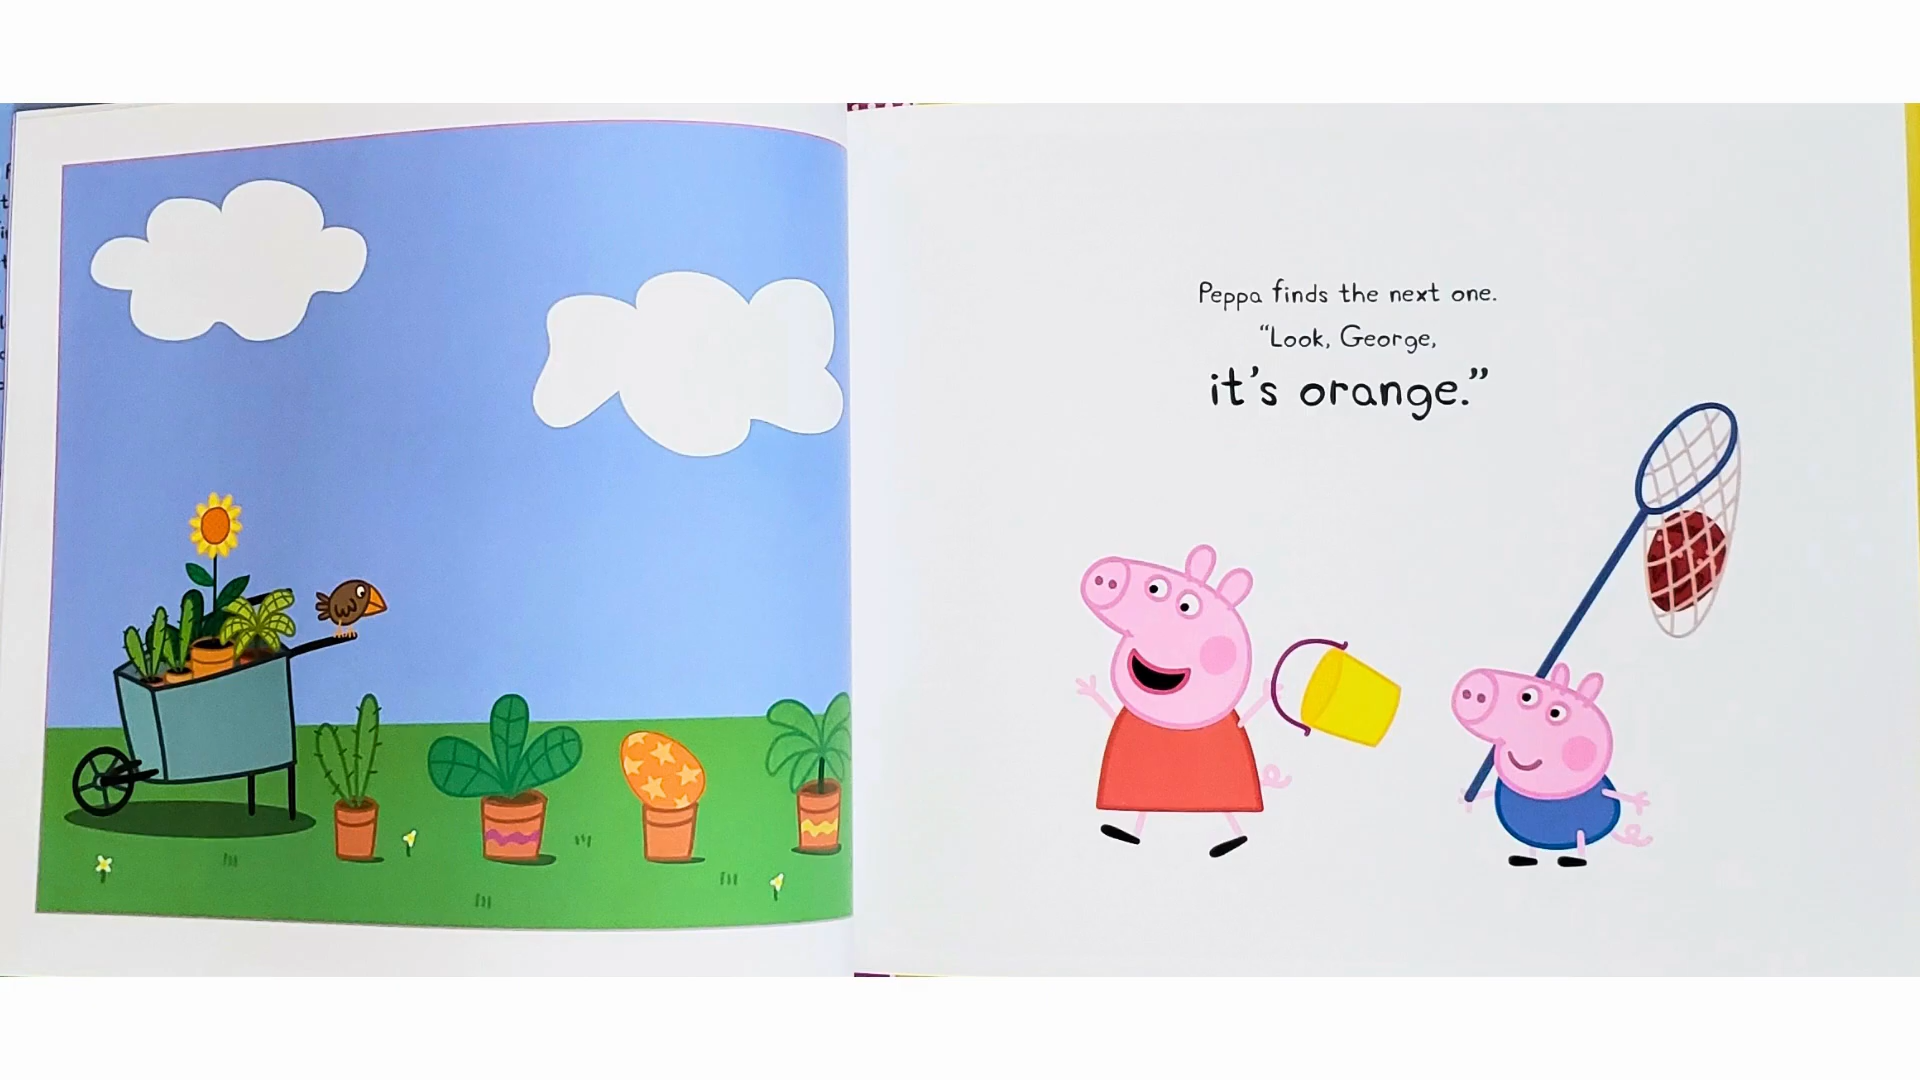 Peppa finds the next one.
“Look, George,
it’s orange.”